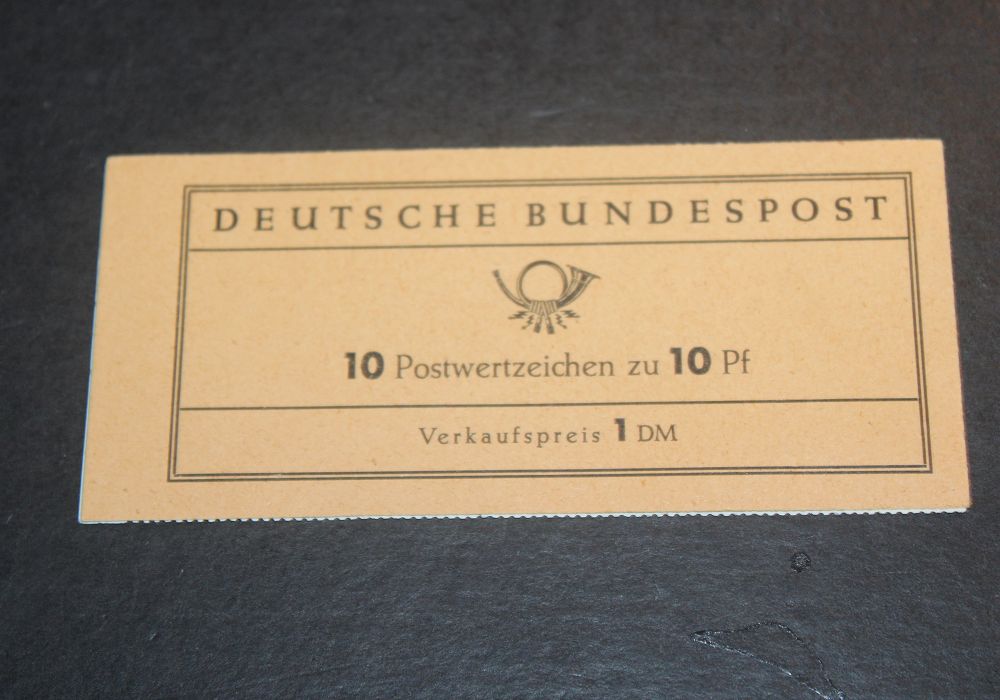 DEUTSCHE BUNDESPOST
10 Postwertzeichen zu 10 Pf
Verkaufspreis 1 DM